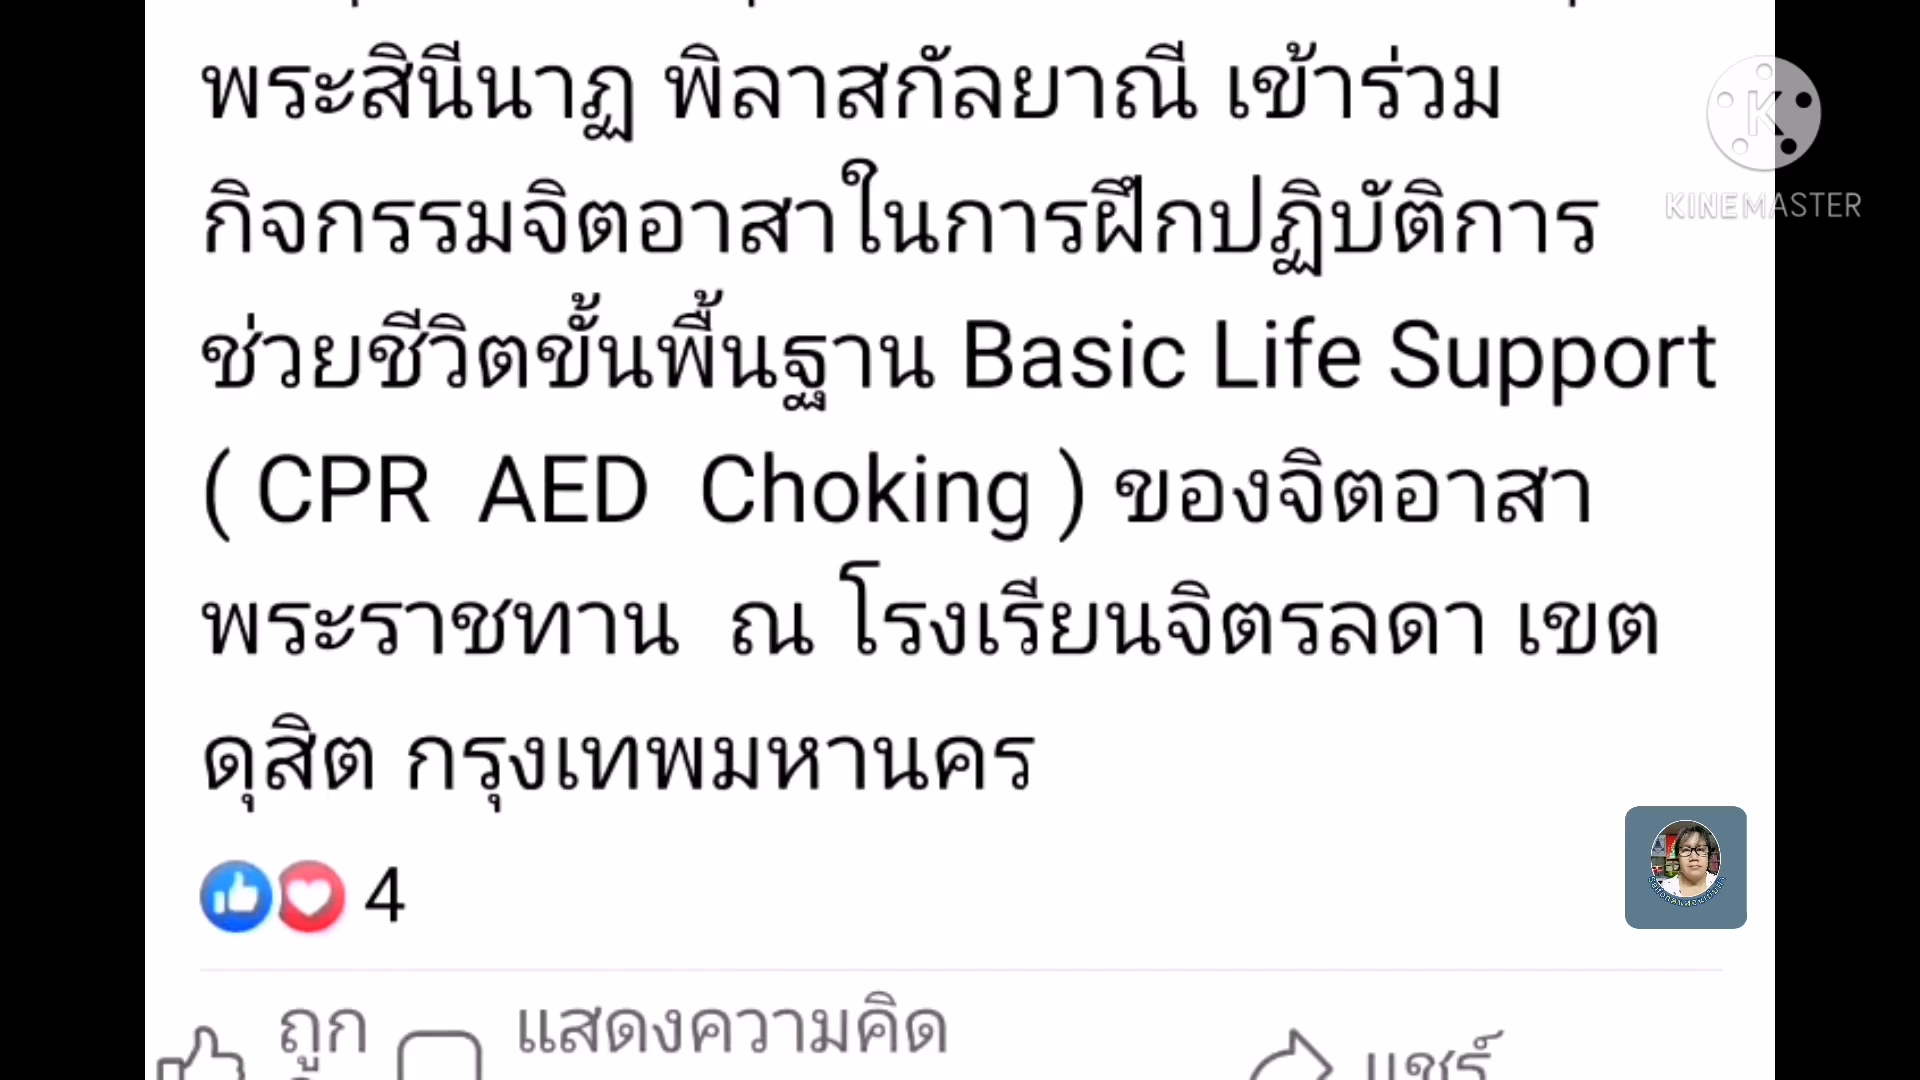 พระสินีนาฏ พิลาสกัลยาณี เข้าร่วม
กิจกรรมจิตอาสาในการฝึกปฏิบัติการ
ช่วยชีวิตขั้นพื้นฐาน Basic Life Support
( CPR AED Choking ) ของจิตอาสา
พระราชทาน ณ โรงเรียนจิตรลดา เขต
ดุสิต กรุงเทพมหานคร
4
ถูก
แสดงความคิด
แชร์
K
KINEMASTER